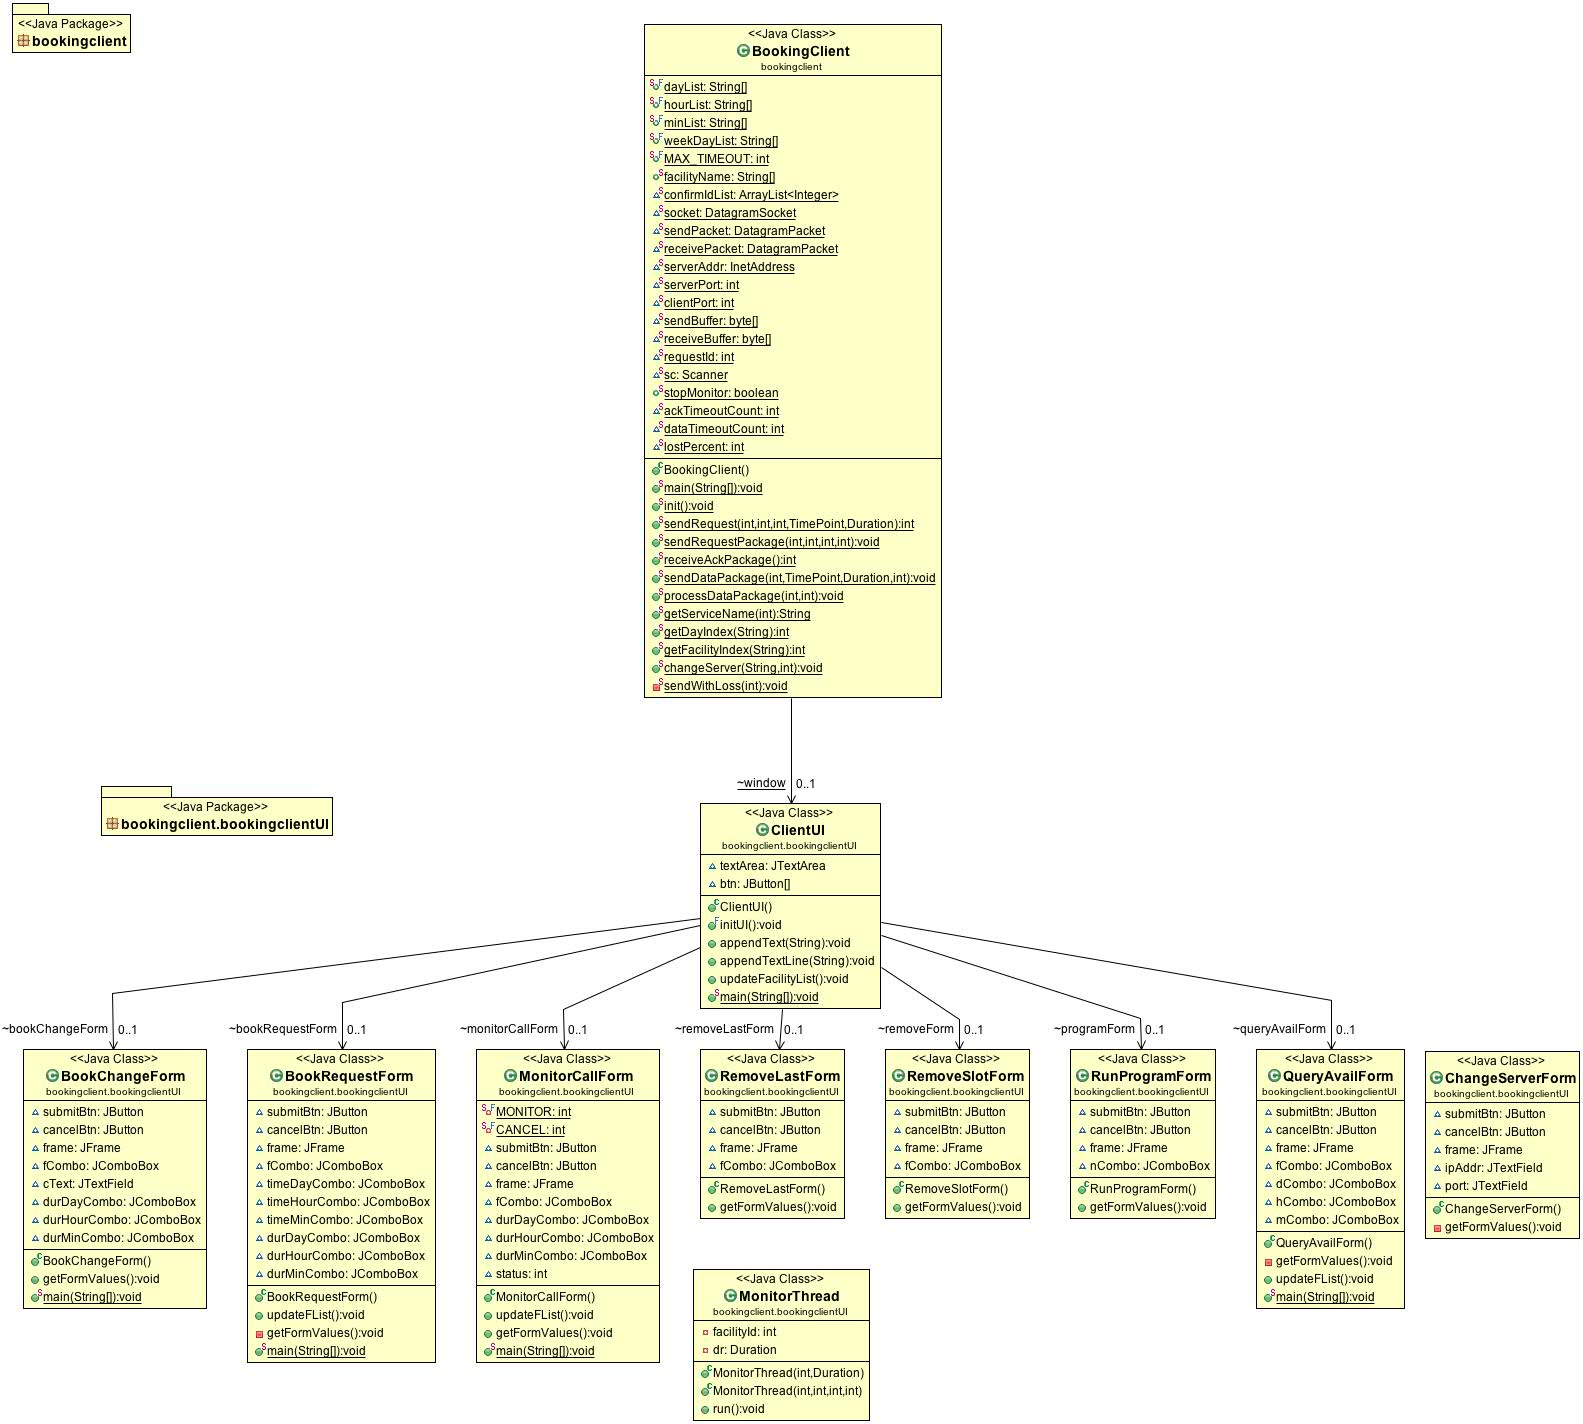 <<Java Package>>
bookingclient
<<Java Class>>
BookingClient
bookingclient
dayList: String[]
hourList: String[]
minList: String[]
weekDayList: String[]
MAX_TIMEOUT: int
facilityName: String[]
confirmIdList: ArrayList<Integer>
socket: DatagramSocket
sendPacket: DatagramPacket
receivePacket: DatagramPacket
serverAddr: InetAddress
serverPort: int
clientPort: int
sendBuffer: byte[]
receiveBuffer: byte[]
requestId: int
sc: Scanner
stopMonitor: boolean
ackTimeoutCount: int
dataTimeoutCount: int
lostPercent: int
BookingClient()
main(String[]):void
init():void
sendRequest(int,int,int,TimePoint,Duration):int
sendRequestPackage(int,int,int,int):void
receiveAckPackage():int
sendDataPackage(int,TimePoint,Duration,int):void
processDataPackage(int,int):void
getServiceName(int):String
getDayIndex(String):int
getFacilityIndex(String):int
changeServer(String,int):void
sendWithLoss(int):void
~window 0..1
<<Java Package>>
bookingclient.bookingclientUI
<<Java Class>>
ClientUI
bookingclient.bookingclientUI
textArea: JTextArea
btn: JButton[]
ClientUI()
initUI():void
appendText(String):void
appendTextLine(String):void
updateFacilityList():void
main(String[]):void
~bookChangeForm 0..1
~bookRequestForm 0..1
~monitorCallForm 0..1
~removeLastForm 0..1
~removeForm 0..1
~programForm 0..1
~queryAvailForm 0..1
<<Java Class>>
BookChangeForm
bookingclient.bookingclientUI
submitBtn: JButton
cancelBtn: JButton
frame: JFrame
fCombo: JComboBox
cText: JTextField
durDayCombo: JComboBox
durHourCombo: JComboBox
durMinCombo: JComboBox
BookChangeForm()
getFormValues():void
main(String[]):void
<<Java Class>>
BookRequestForm
bookingclient.bookingclientUI
submitBtn: JButton
cancelBtn: JButton
frame: JFrame
fCombo: JComboBox
timeDayCombo: JComboBox
timeHourCombo: JComboBox
timeMinCombo: JComboBox
durDayCombo: JComboBox
durHourCombo: JComboBox
durMinCombo: JComboBox
BookRequestForm()
updateFList():void
getFormValues():void
main(String[]):void
<<Java Class>>
MonitorCallForm
bookingclient.bookingclientUI
MONITOR: int
CANCEL: int
submitBtn: JButton
cancelBtn: JButton
frame: JFrame
fCombo: JComboBox
durDayCombo: JComboBox
durHourCombo: JComboBox
durMinCombo: JComboBox
status: int
MonitorCallForm()
updateFList():void
getFormValues():void
main(String[]):void
<<Java Class>>
RemoveLastForm
bookingclient.bookingclientUI
submitBtn: JButton
cancelBtn: JButton
frame: JFrame
fCombo: JComboBox
RemoveLastForm()
getFormValues():void
<<Java Class>>
RemoveSlotForm
bookingclient.bookingclientUI
submitBtn: JButton
cancelBtn: JButton
frame: JFrame
fCombo: JComboBox
RemoveSlotForm()
getFormValues():void
<<Java Class>>
RunProgramForm
bookingclient.bookingclientUI
submitBtn: JButton
cancelBtn: JButton
frame: JFrame
nCombo: JComboBox
RunProgramForm()
getFormValues():void
<<Java Class>>
QueryAvailForm
bookingclient.bookingclientUI
submitBtn: JButton
cancelBtn: JButton
frame: JFrame
fCombo: JComboBox
dCombo: JComboBox
hCombo: JComboBox
mCombo: JComboBox
QueryAvailForm()
getFormValues():void
updateFList():void
main(String[]):void
<<Java Class>>
ChangeServerForm
bookingclient.bookingclientUI
submitBtn: JButton
cancelBtn: JButton
frame: JFrame
ipAddr: JTextField
port: JTextField
ChangeServerForm()
getFormValues():void
<<Java Class>>
MonitorThread
bookingclient.bookingclientUI
facilityId: int
dr: Duration
MonitorThread(int,Duration)
MonitorThread(int,int,int,int)
run():void